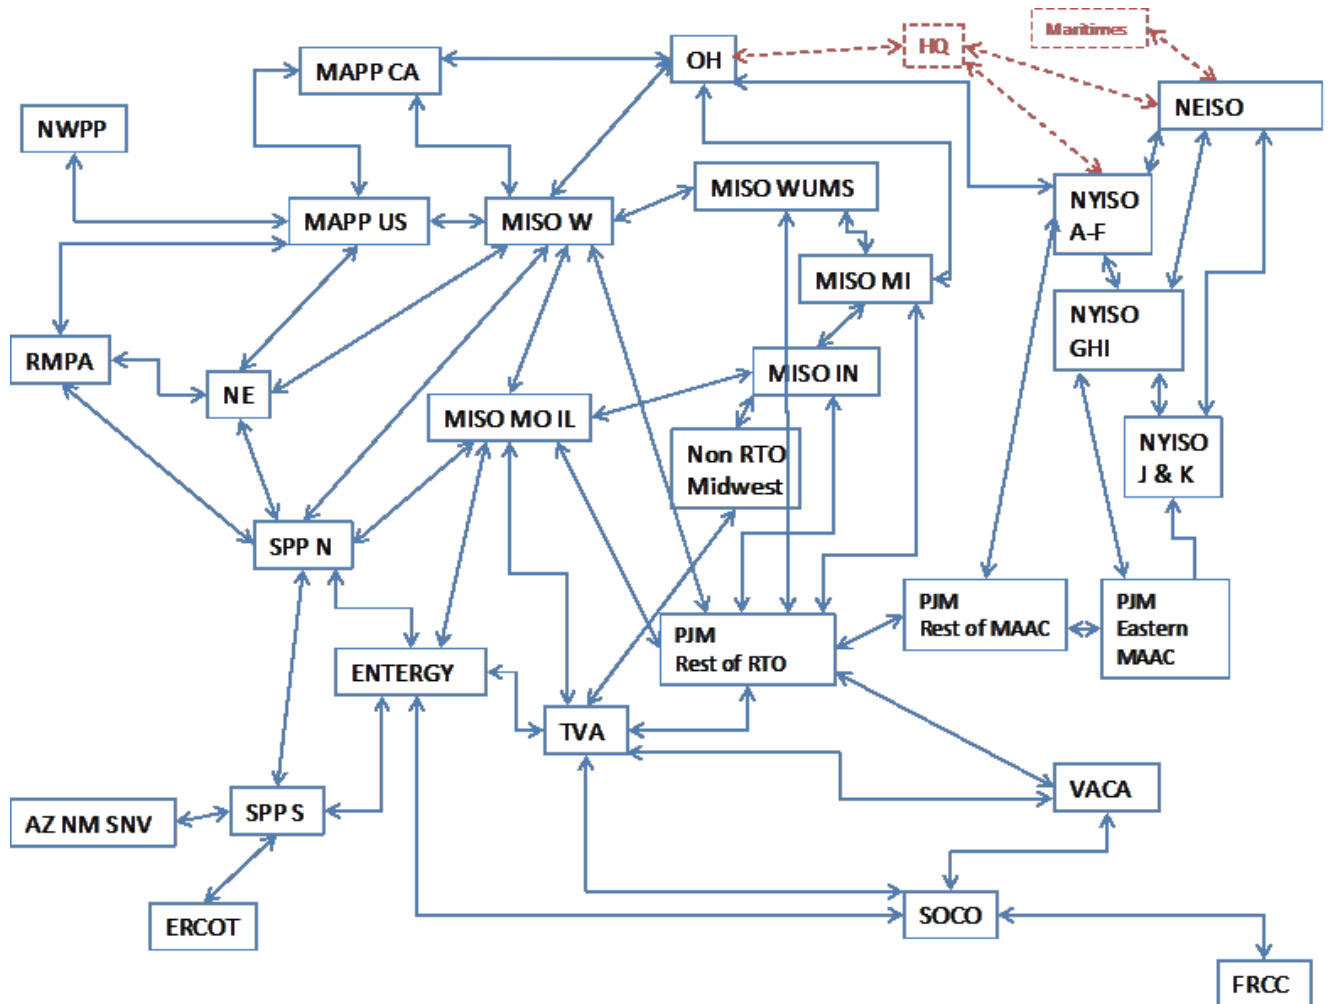 Maritimes
HQ
OH
MAPP CA
NEISO
NWPP
MISO WUMS
NYISO
A-F
MAPP US
MISO W
MISO MI
NYISO
GHI
RMPA
MISO IN
NE
MISO MO IL
NYISO
J & K
Non RTO
Midwest
SPP N
PJM
Rest of MAAC
PJM
Eastern
MAAC
PJM
Rest of RTO
ENTERGY
TVA
VACA
SPP S
AZ NM SNV
ERCOT
SOCO
FRCC